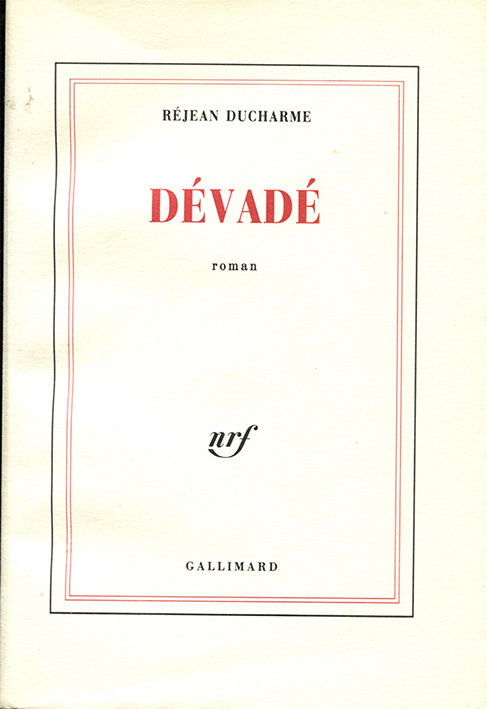 RÉJEAN DUCHARME
DÉVADÉ
roman
nrf
GALLIMARD